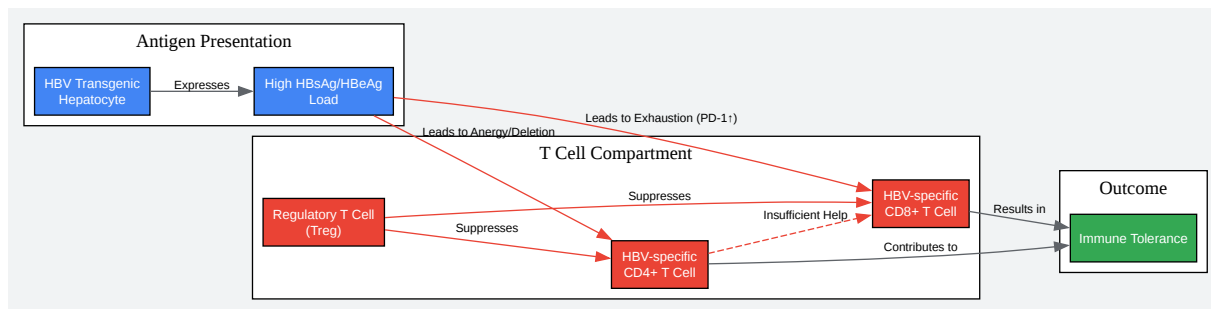 Antigen Presentation
HBV Transgenic
Hepatocyte
Expresses
High HBsAg/HBeAg
Load
Leads to Exhaustion (PD-1↑)
Leads to Anergy/Deletion
T Cell Compartment
Regulatory T Cell
(Treg)
Suppresses
Suppresses
Insufficient Help
HBV-specific
CD8+ T Cell
HBV-specific
CD4+ T Cell
Results in
Contributes to
Outcome
Immune Tolerance